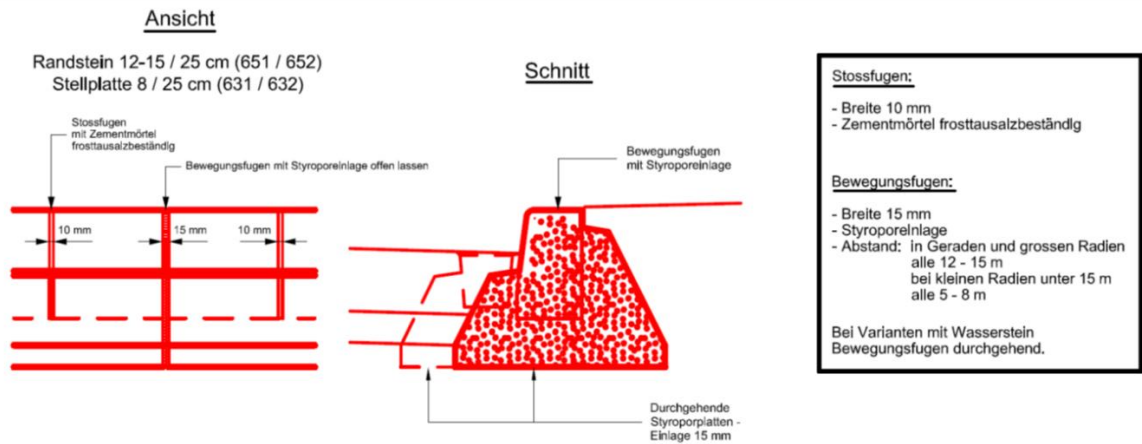 Ansicht
Randstein 12-15 / 25 cm (651 / 652)
Stellplatte 8 / 25 cm (631 / 632)
Stossfugen
mit Zementmörtel
frosttausalzbeständig
Bewegungsfugen mit Styroporeinlage offen lassen
10 mm
15 mm
10 mm
Schnitt
Bewegungsfugen
mit Styroporeinlage
Durchgehende
Styroporplatten -
Einlage 15 mm
Stossfugen:
- Breite 10 mm
- Zementmörtel frosttausalzbeständig
Bewegungsfugen:
- Breite 15 mm
- Styroporeinlage
- Abstand: in Geraden und grossen Radien
alle 12 - 15 m
bei kleinen Radien unter 15 m
alle 5 - 8 m
Bei Varianten mit Wasserstein
Bewegungsfugen durchgehend.